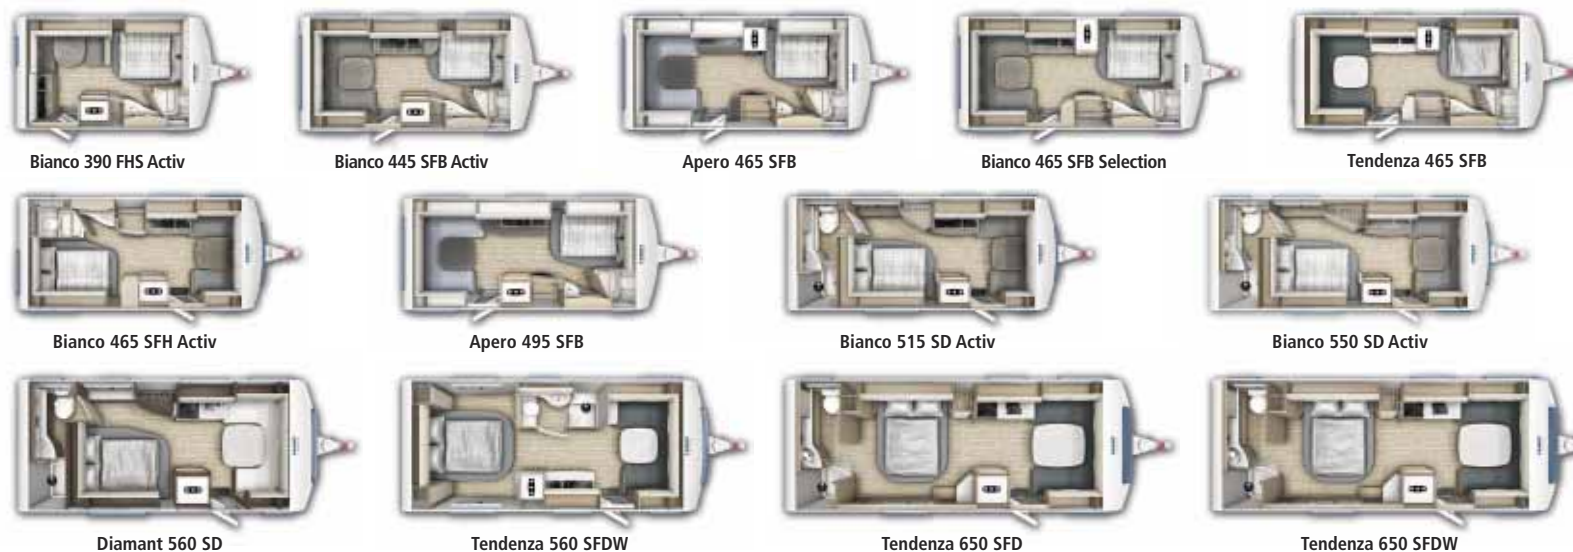 Bianco 390 FHS Activ
Bianco 445 SFB Activ
Apero 465 SFB
Bianco 465 SFB Selection
Tendenza 465 SFB
Bianco 465 SFH Activ
Apero 495 SFB
Bianco 515 SD Activ
Bianco 550 SD Activ
Diamant 560 SD
Tendenza 560 SFDW
Tendenza 650 SFD
Tendenza 650 SFDW